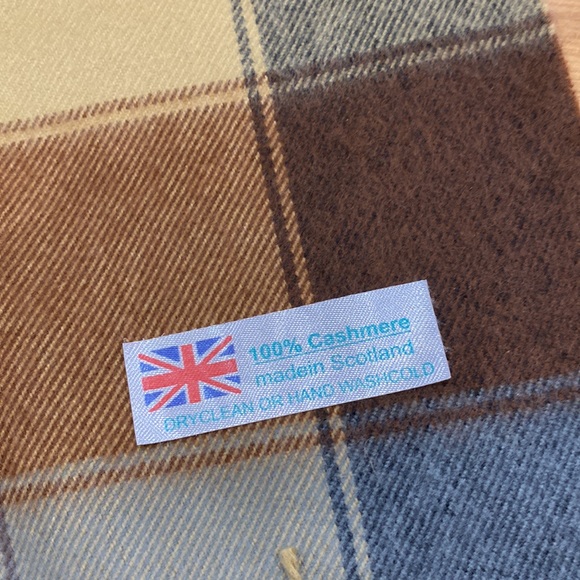 100% Cashmere
madein Scotland
DRYCLEAN OR HAND WASHCOLD